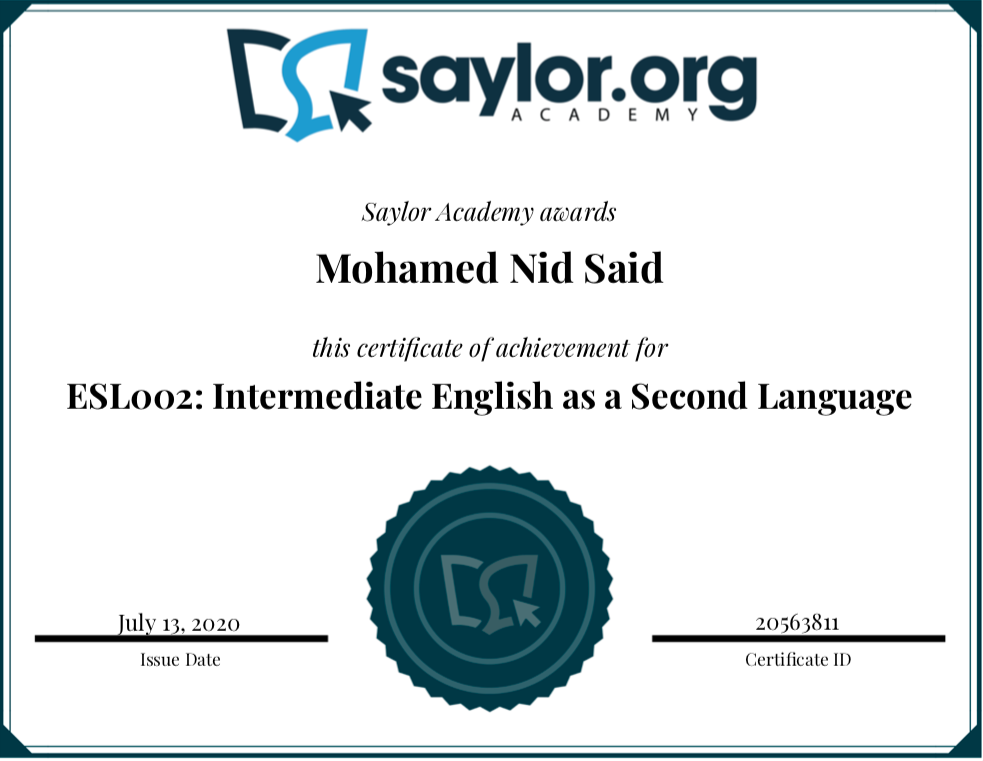 saylor.org
ACADEMY
Saylor Academy awards
Mohamed Nid Said
this certificate of achievement for
ESL002: Intermediate English as a Second Language
July 13, 2020
Issue Date
20563811
Certificate ID